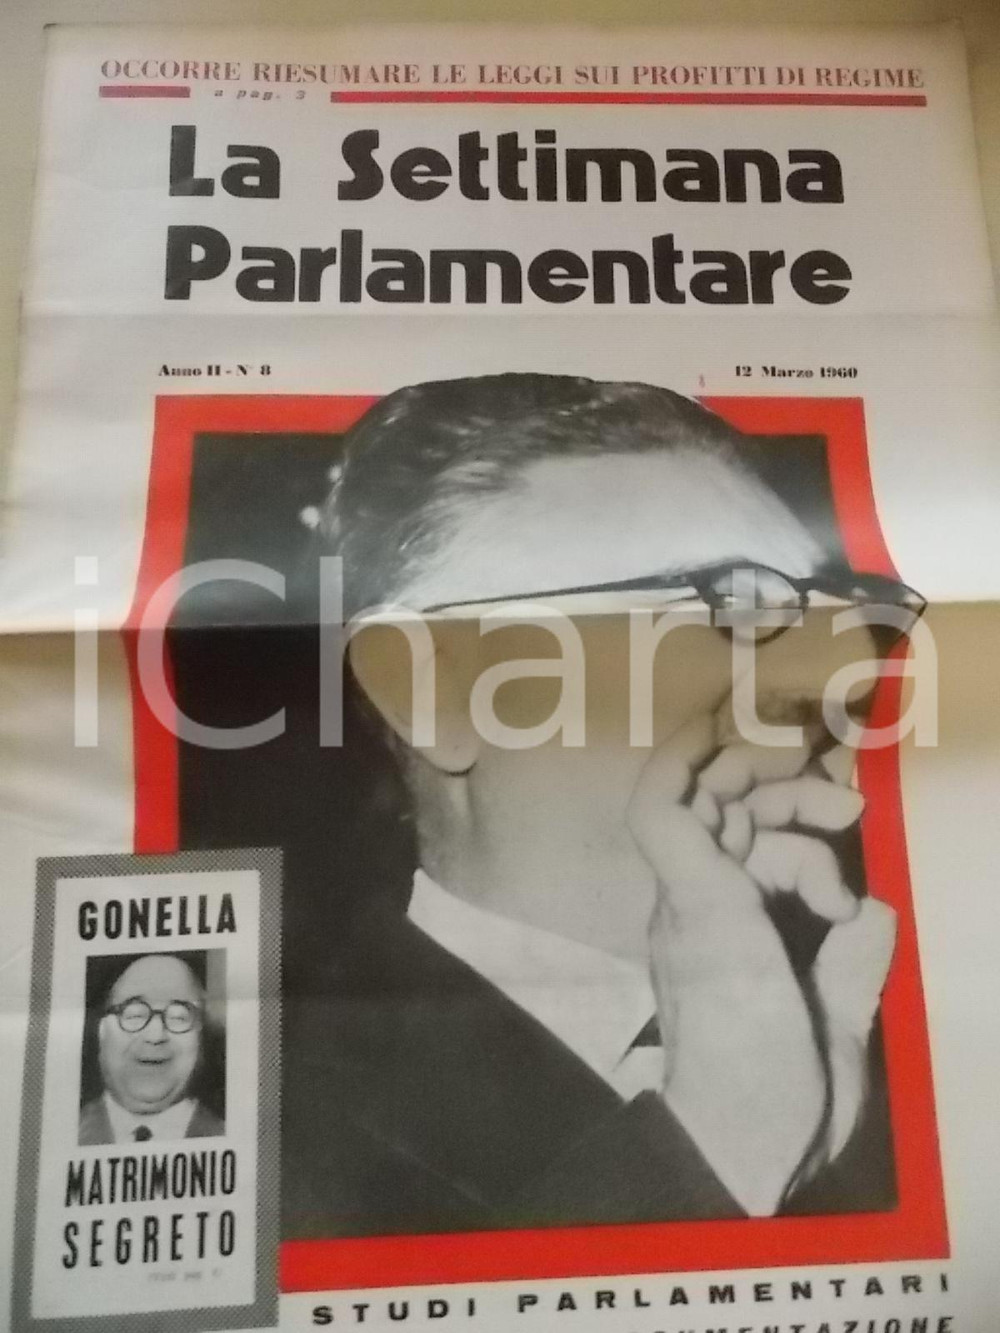 OCCORRE RIESUMARE LE LEGGI SUI PROFITTI DI REGIME
a pag. 3
La Settimana
Parlamentare
Anno II - N° 8
12 Marzo 1960
iCharta
GONELLA
MATRIMONIO
SEGRETO
STUDI PARLAMENTARI